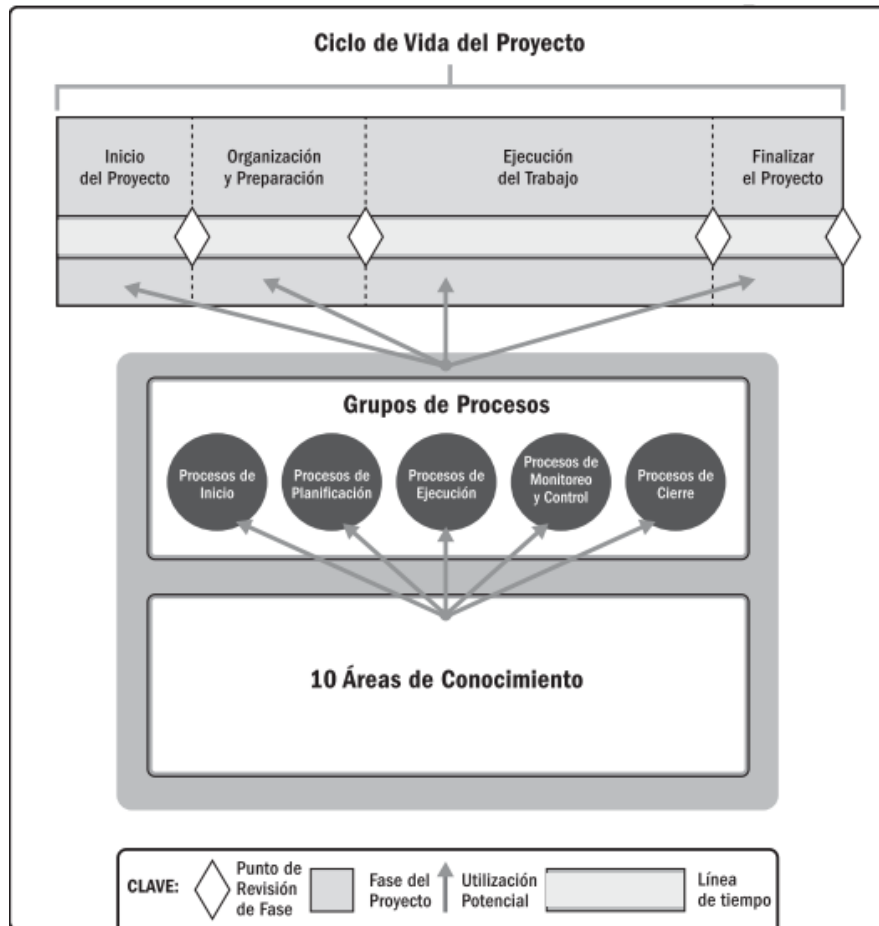 Ciclo de Vida del Proyecto
Inicio
del Proyecto
Organización
y Preparación
Ejecución
del Trabajo
Finalizar
el Proyecto
Grupos de Procesos
Procesos de
Inicio
Procesos de
Planificación
Procesos de
Ejecución
Procesos de
Monitoreo
y Control
Procesos de
Cierre
10 Áreas de Conocimiento
CLAVE:
Punto de
Revisión
de Fase
Fase del
Proyecto
Utilización
Potencial
Línea
de tiempo